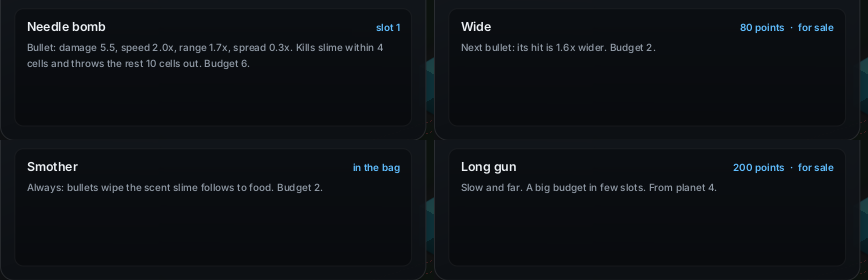 Needle bomb
slot 1
Bullet: damage 5.5, speed 2.0x, range 1.7x, spread 0.3x. Kills slime within 4
cells and throws the rest 10 cells out. Budget 6.
Wide
80 points · for sale
Next bullet: its hit is 1.6x wider. Budget 2.
Smother
in the bag
Always: bullets wipe the scent slime follows to food. Budget 2.
Long gun
200 points · for sale
Slow and far. A big budget in few slots. From planet 4.